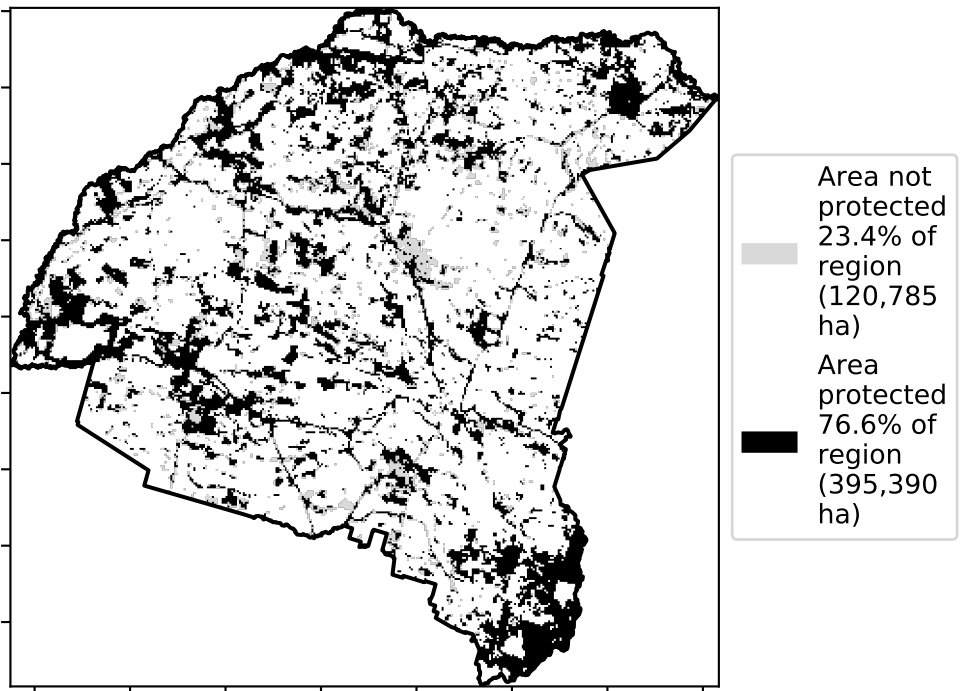 Area not
protected
23.4% of
region
(120,785
ha)
Area
protected
76.6% of
region
(395,390
ha)